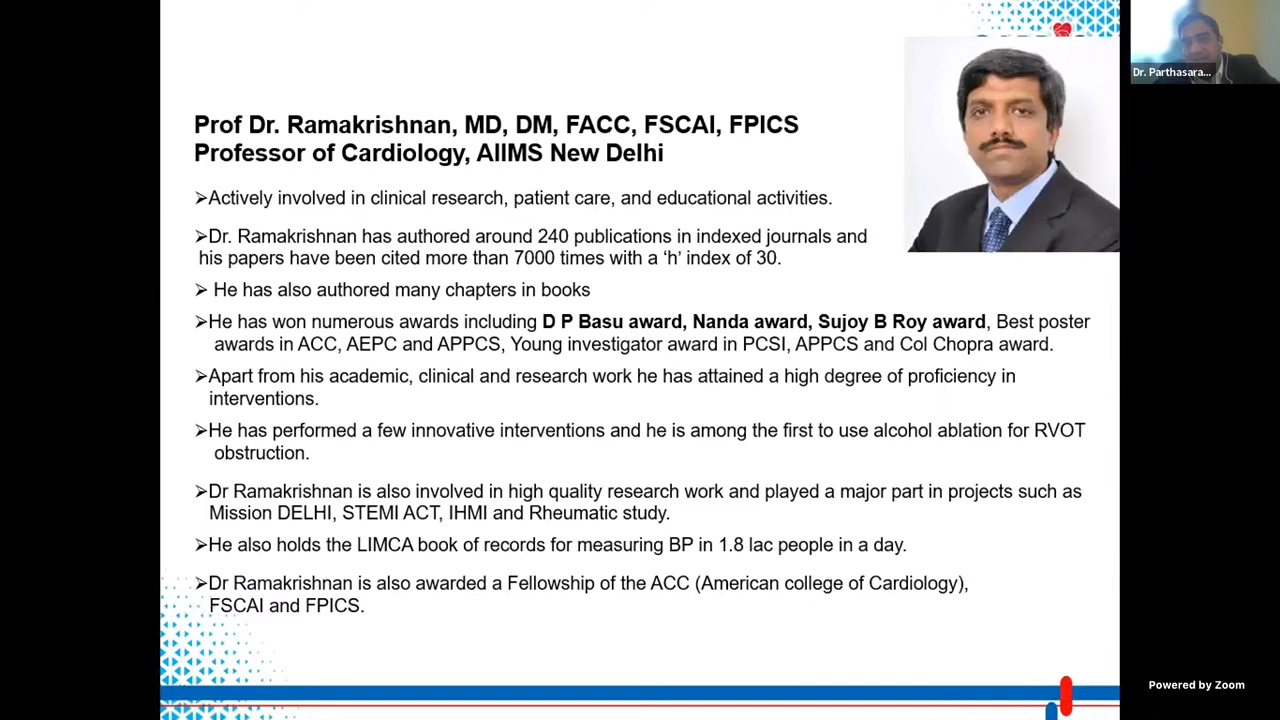 Prof Dr. Ramakrishnan, MD, DM, FACC, FSCAI, FPICS
Professor of Cardiology, AIIMS New Delhi
➢Actively involved in clinical research, patient care, and educational activities.
➢Dr. Ramakrishnan has authored around 240 publications in indexed journals and
his papers have been cited more than 7000 times with a ‘h’ index of 30.
➢ He has also authored many chapters in books
➢He has won numerous awards including D P Basu award, Nanda award, Sujoy B Roy award, Best poster
awards in ACC, AEPC and APPCS, Young investigator award in PCSI, APPCS and Col Chopra award.
➢Apart from his academic, clinical and research work he has attained a high degree of proficiency in
interventions.
➢He has performed a few innovative interventions and he is among the first to use alcohol ablation for RVOT
obstruction.
➢Dr Ramakrishnan is also involved in high quality research work and played a major part in projects such as
Mission DELHI, STEMI ACT, IHMI and Rheumatic study.
➢He also holds the LIMCA book of records for measuring BP in 1.8 lac people in a day.
➢Dr Ramakrishnan is also awarded a Fellowship of the ACC (American college of Cardiology),
FSCAI and FPICS.
Dr. Parthasara...
Powered by Zoom